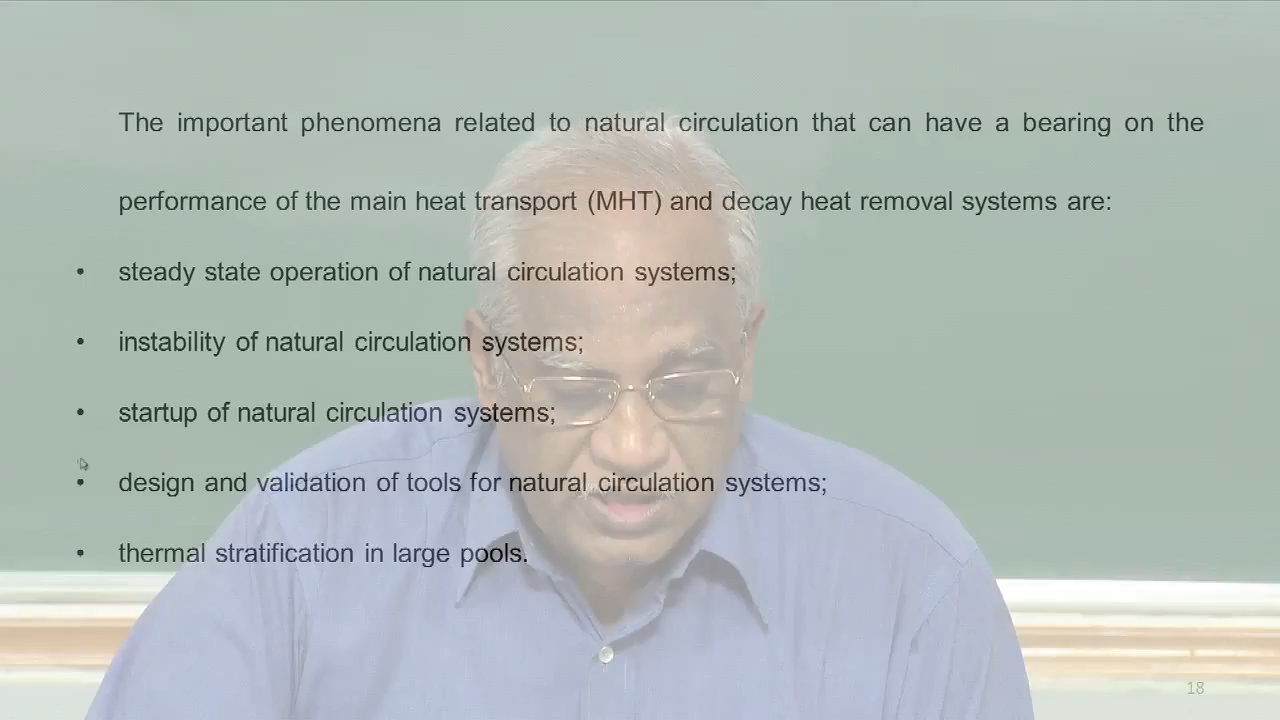 The important phenomena related to natural circulation that can have a bearing on the
performance of the main heat transport (MHT) and decay heat removal systems are:
• steady state operation of natural circulation systems;
• instability of natural circulation systems;
• startup of natural circulation systems;
• design and validation of tools for natural circulation systems;
• thermal stratification in large pools.
18